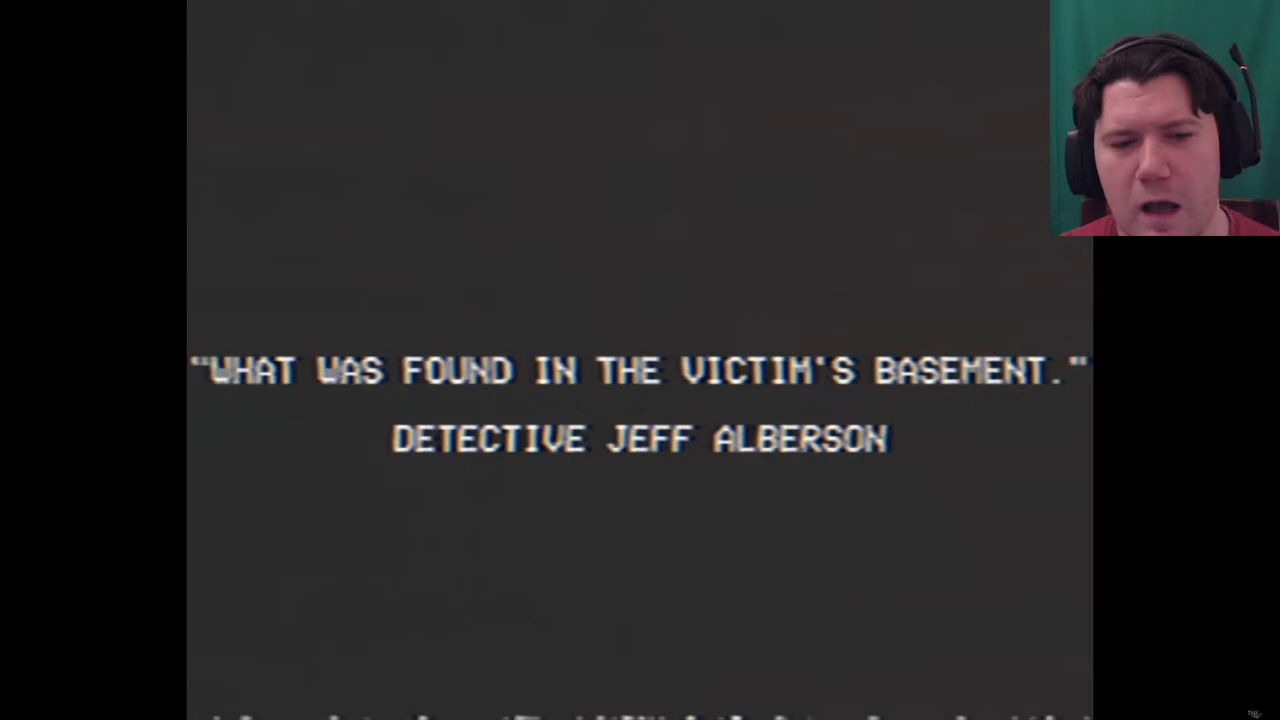 "WHAT WAS FOUND IN THE VICTIM'S BASEMENT."
DETECTIVE JEFF ALBERSON